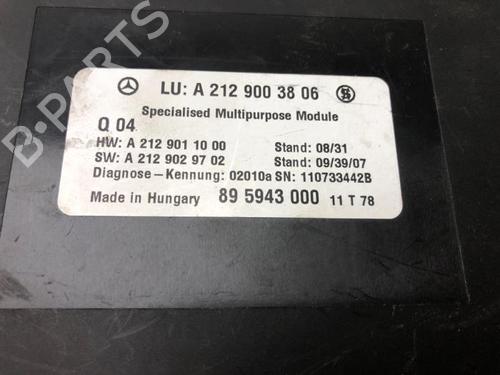 LU: A 212 900 38 06
Specialised Multipurpose Module
Q 04
HW: A 212 901 10 00 Stand: 08/31
SW: A 212 902 97 02 Stand: 09/39/07
Diagnose-Kennung: 02010a SN: 110733442B
Made in Hungary 89 5943 000 11 T 78
B-PARTS